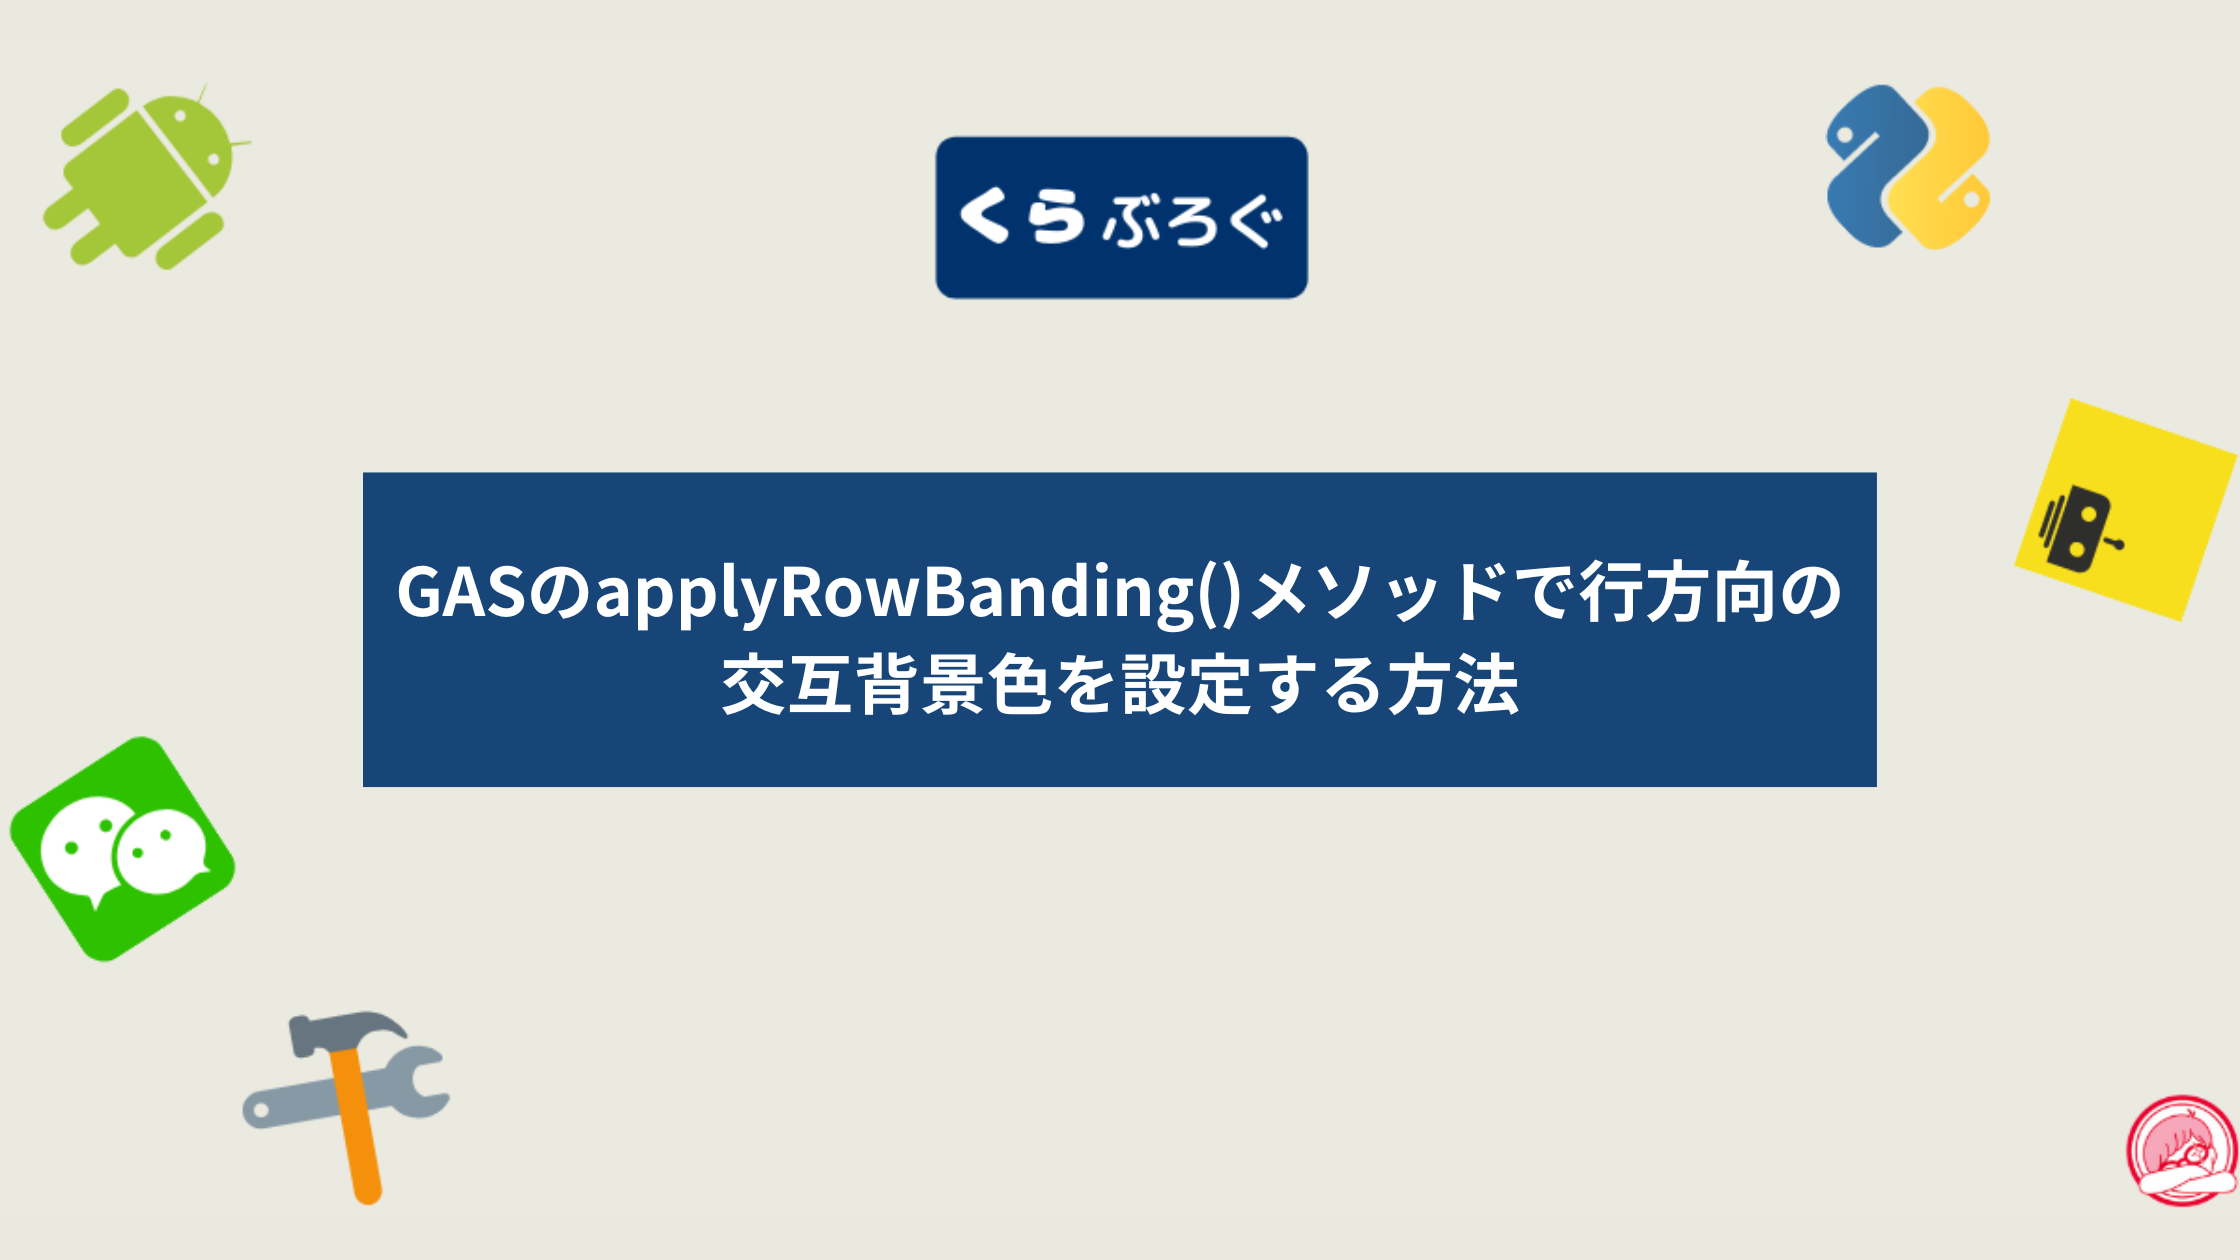 くらぶろぐ
GASのapplyRowBanding()メソッドで行方向の
交互背景色を設定する方法